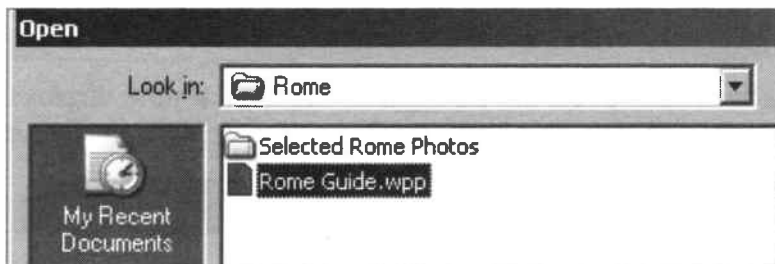 Open
Look in: Rome
Selected Rome Photos
Rome Guide.wpp
My Recent
Documents